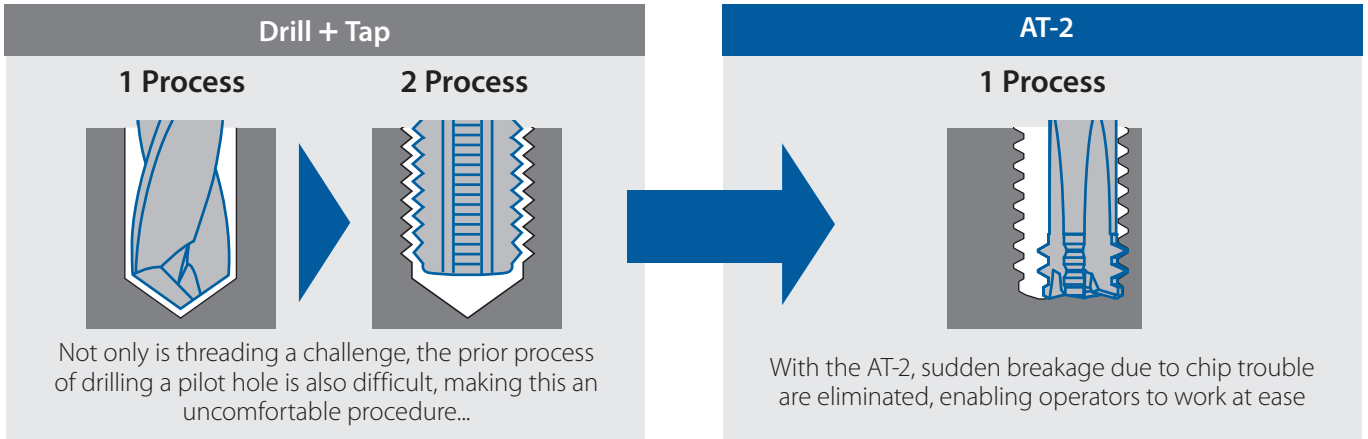 Drill + Tap
1 Process
2 Process
Not only is threading a challenge, the prior process
of drilling a pilot hole is also difficult, making this an
uncomfortable procedure...
AT-2
1 Process
With the AT-2, sudden breakage due to chip trouble
are eliminated, enabling operators to work at ease